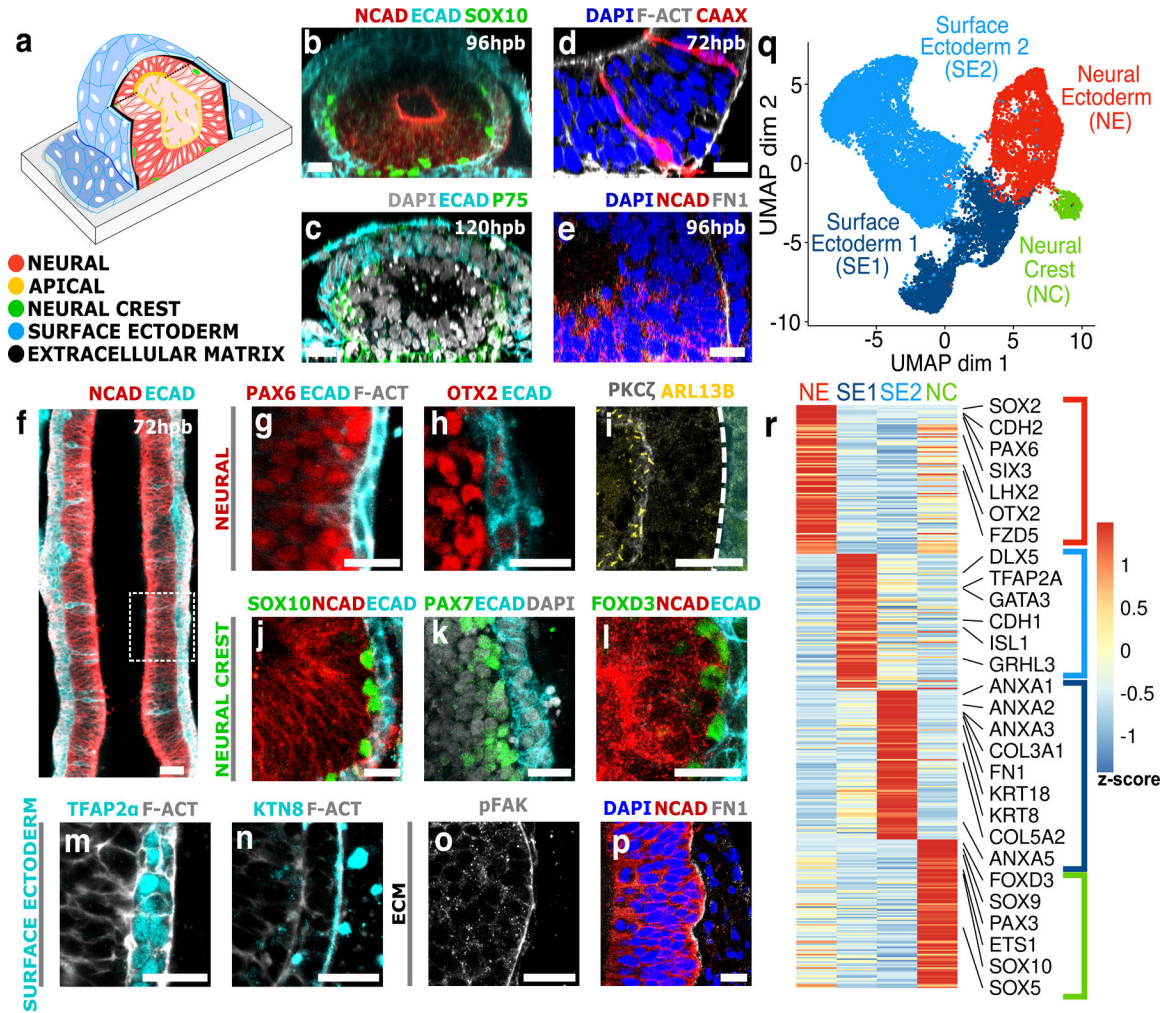 a
NEURAL
APICAL
NEURAL CREST
SURFACE ECTODERM
EXTRACELLULAR MATRIX
NCAD ECAD SOX10
b
96hpb
DAPI F-ACT CAAX
d
72hpb
DAPI ECAD P75
c
120hpb
DAPI NCAD FN1
e
96hpb
q
Surface
Ectoderm 2
(SE2)
Neural
Ectoderm
(NE)
Surface
Ectoderm 1
(SE1)
Neural
Crest
(NC)
UMAP dim 2
5
0
-5
-10
-5
0
5
10
UMAP dim 1
NCAD ECAD
f
72hpb
NEURAL
PAX6 ECAD F-ACT
g
OTX2 ECAD
h
PKCζ ARL13B
i
NEURAL CREST
SOX10 NCAD ECAD
j
PAX7 ECAD DAPI
k
FOXD3 NCAD ECAD
l
SURFACE ECTODERM
TFAP2α F-ACT
m
KTN8 F-ACT
n
ECM
pFAK
o
DAPI NCAD FN1
p
r
NE SE1 SE2 NC
SOX2
CDH2
PAX6
SIX3
LHX2
OTX2
FZD5
DLX5
TFAP2A
GATA3
CDH1
ISL1
GRHL3
ANXA1
ANXA2
ANXA3
COL3A1
FN1
KRT18
KRT8
COL5A2
ANXA5
FOXD3
SOX9
PAX3
ETS1
SOX10
SOX5
1
0.5
0
-0.5
-1
z-score